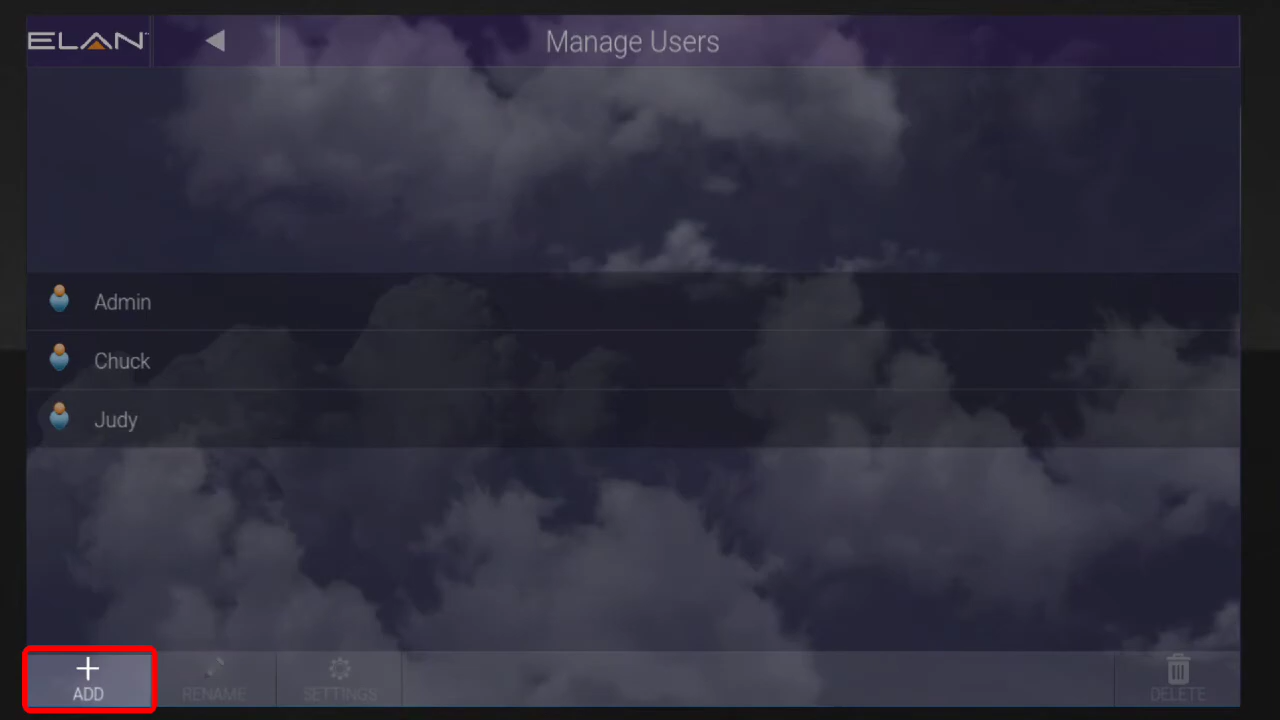 ELAN
Manage Users
Admin
Chuck
Judy
ADD
RENAME
SETTINGS
DELETE